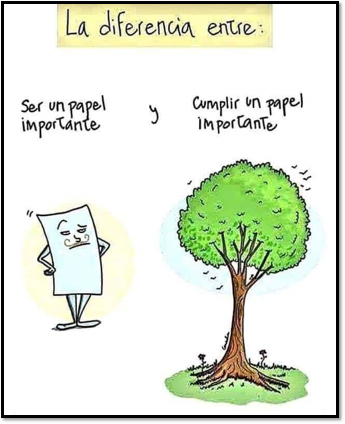 La diferencia entre:
Ser un papel
importante
y
Cumplir un papel
importante